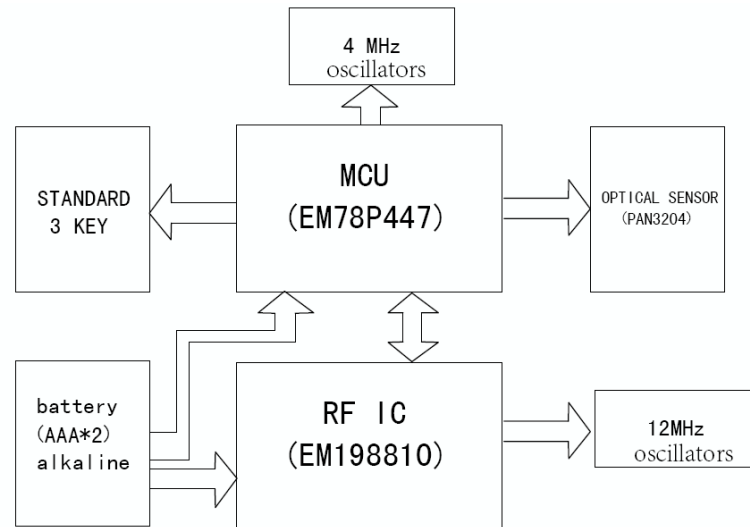 4 MHz
oscillators
MCU
(EM78P447)
STANDARD
3 KEY
OPTICAL SENSOR
(PAN3204)
battery
(AAA*2)
alkaline
RF IC
(EM198810)
12MHz
oscillators